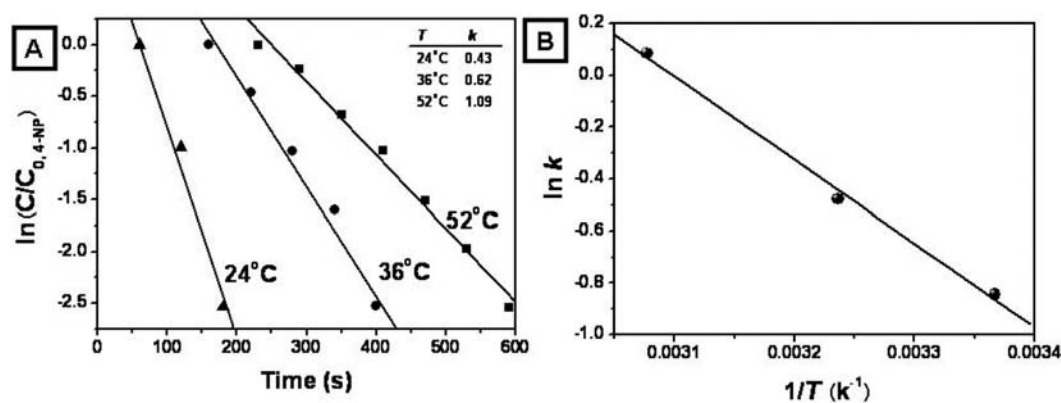 A
B
T k
24°C 0.43
36°C 0.62
52°C 1.09
0.0
-0.5
-1.0
-1.5
-2.0
-2.5
ln (C/C0,4-NP)
24°C
36°C
52°C
0 100 200 300 400 500 600
Time (s)
0.2
0.0
-0.2
-0.4
-0.6
-0.8
-1.0
ln k
0.0031 0.0032 0.0033 0.0034
1/T (k-1)